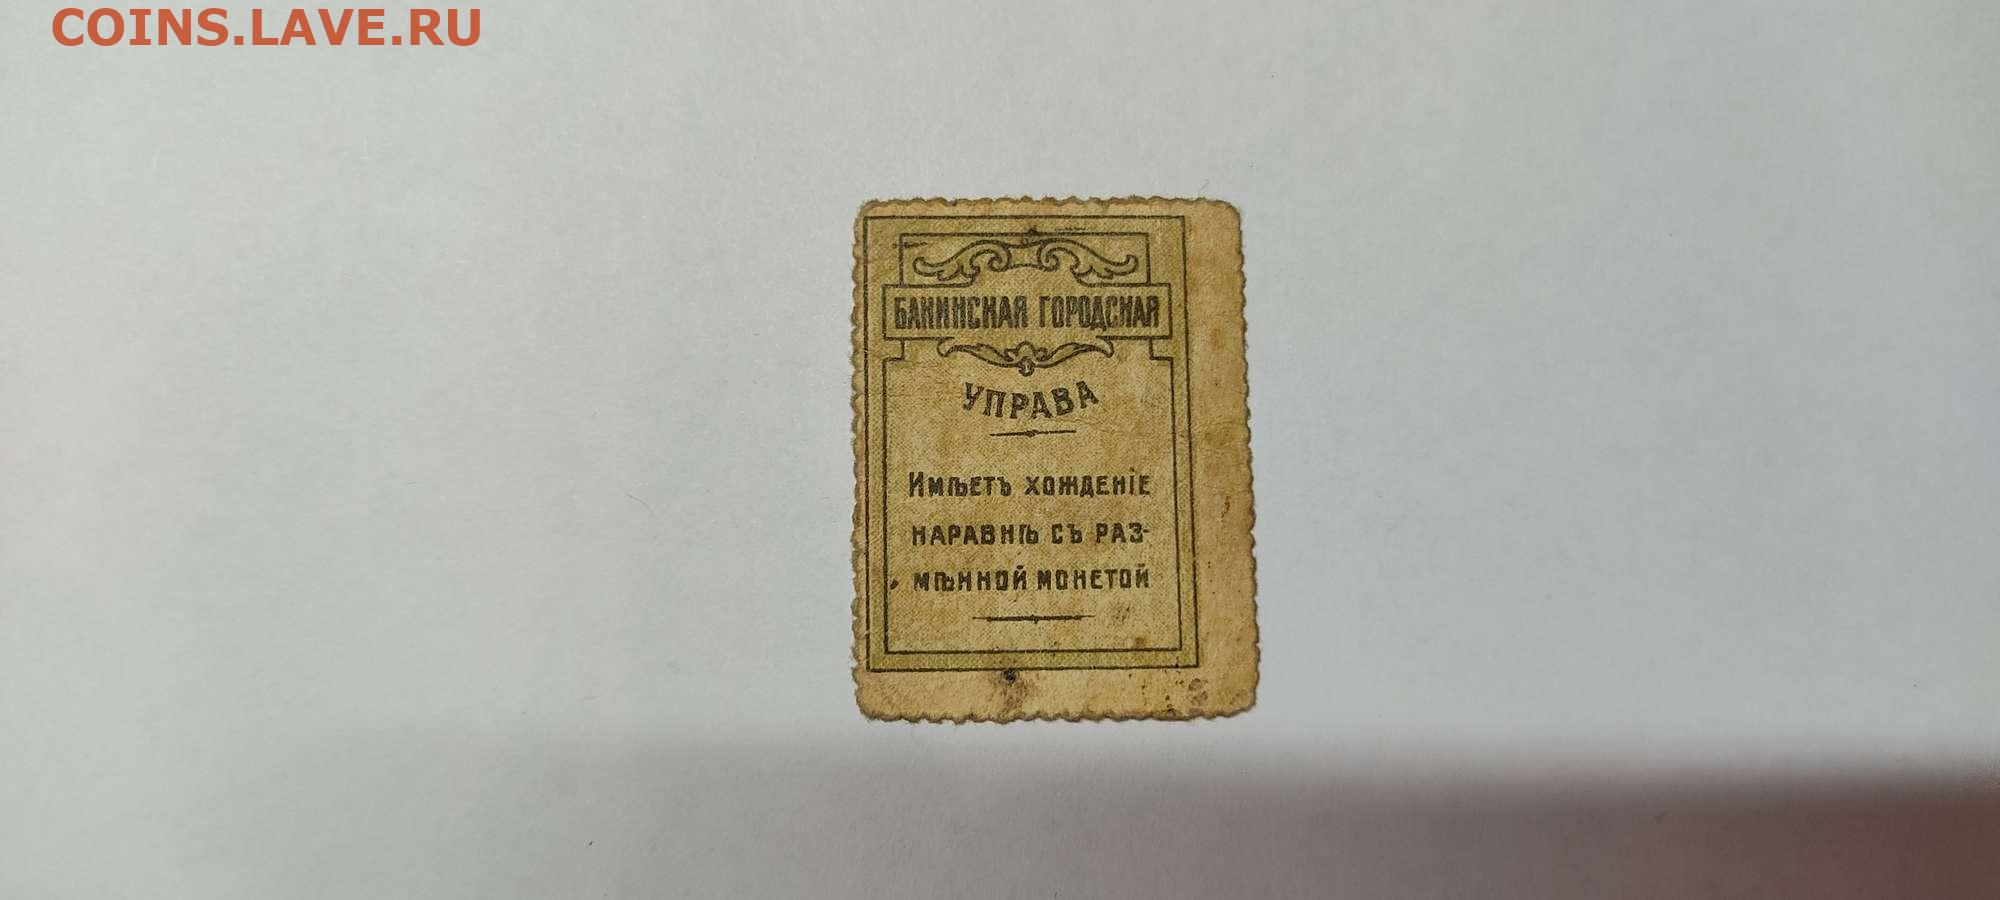 COINS.LAVE.RU
БАКИНСКАЯ ГОРОДСКАЯ
УПРАВА
Имѣетъ хожденіе
наравнѣ съ раз-
мѣнной монетой